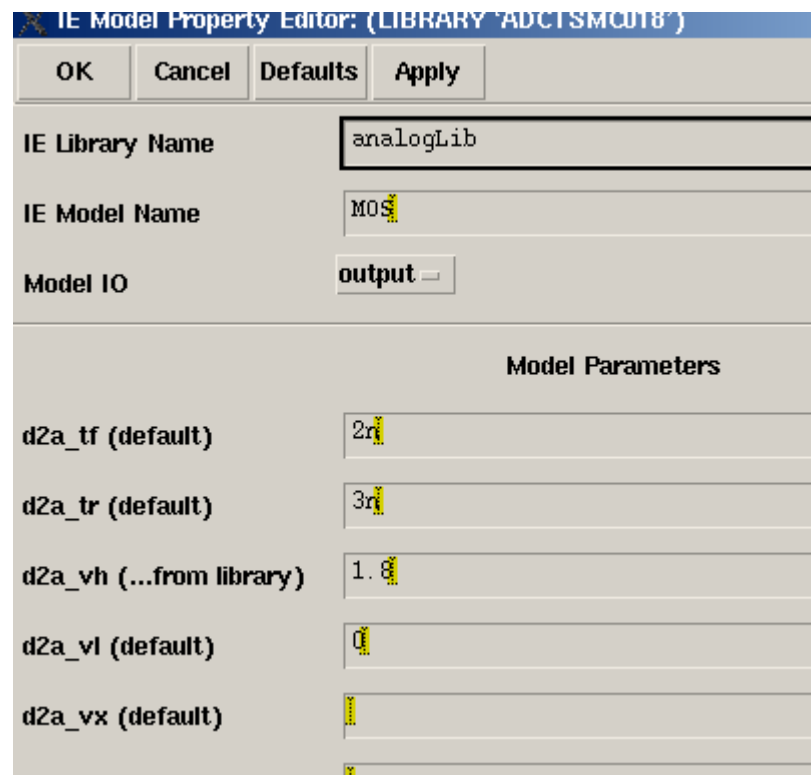 IE Model Property Editor: (LIBRARY 'ADCTSMC018')
OK Cancel Defaults Apply
IE Library Name analogLib
IE Model Name MOS
Model IO output
Model Parameters
d2a_tf (default) 2n
d2a_tr (default) 3n
d2a_vh (...from library) 1.8
d2a_vl (default) 0
d2a_vx (default)